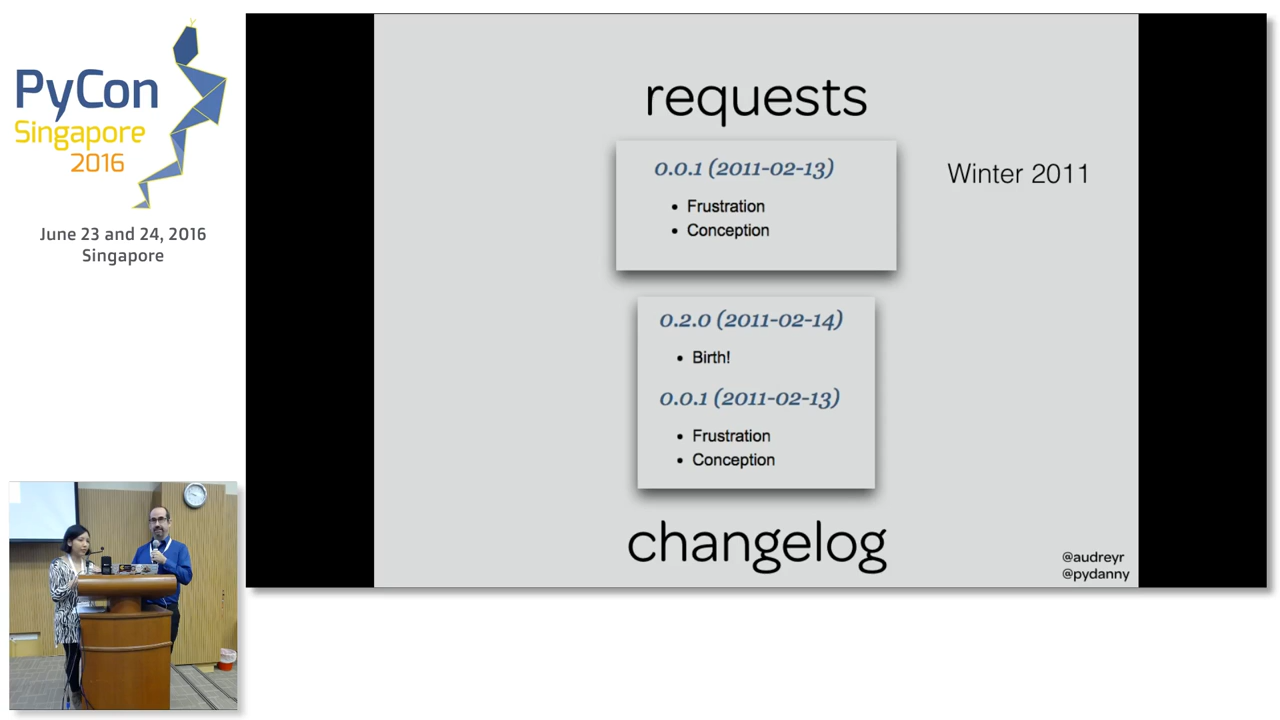 PyCon
Singapore
2016
June 23 and 24, 2016
Singapore
requests
0.0.1 (2011-02-13)
• Frustration
• Conception
Winter 2011
0.2.0 (2011-02-14)
• Birth!
0.0.1 (2011-02-13)
• Frustration
• Conception
changelog
@audreyr
@pydanny